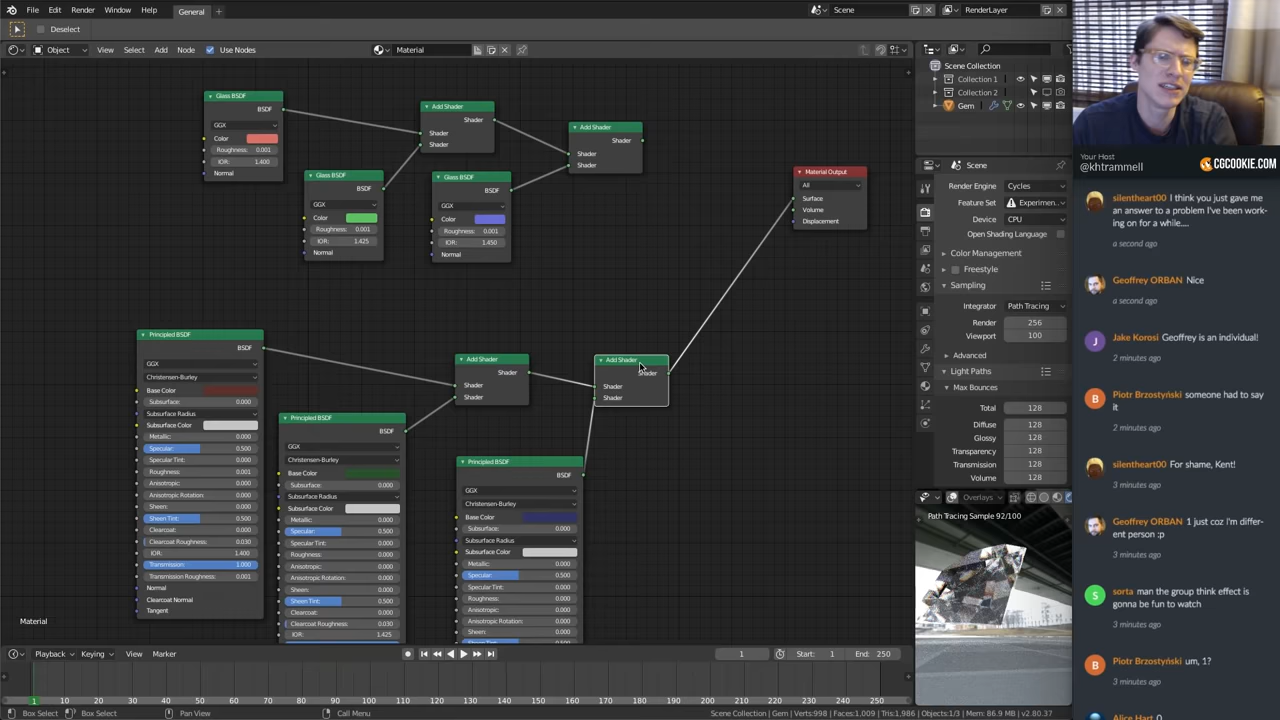 File Edit Render Window Help General + Scene RenderLayer
Deselect
Object View Select Add Node Use Nodes Material
Glass BSDF
BSDF
GGX
Color
Roughness: 0.001
IOR: 1.400
Normal
Add Shader
Shader
Shader
Shader
Add Shader
Shader
Shader
Shader
Glass BSDF
BSDF
GGX
Color
Roughness: 0.001
IOR: 1.425
Normal
Glass BSDF
BSDF
GGX
Color
Roughness: 0.001
IOR: 1.450
Normal
Material Output
All
Surface
Volume
Displacement
Principled BSDF
BSDF
GGX
Christensen-Burley
Base Color
Subsurface: 0.000
Subsurface Radius
Subsurface Color
Metallic: 0.000
Specular: 0.500
Specular Tint: 0.000
Roughness: 0.001
Anisotropic: 0.000
Anisotropic Rotation: 0.000
Sheen: 0.000
Sheen Tint: 0.500
Clearcoat: 0.000
Clearcoat Roughness: 0.030
IOR: 1.400
Transmission: 1.000
Transmission Roughness: 0.001
Normal
Clearcoat Normal
Tangent
Principled BSDF
BSDF
GGX
Christensen-Burley
Base Color
Subsurface: 0.000
Subsurface Radius
Subsurface Color
Metallic: 0.000
Specular: 0.500
Specular Tint: 0.000
Roughness: 0.000
Anisotropic: 0.000
Anisotropic Rotation: 0.000
Sheen: 0.000
Sheen Tint: 0.500
Clearcoat: 0.000
Clearcoat Roughness: 0.030
IOR: 1.425
Add Shader
Shader
Shader
Shader
Add Shader
Shader
Shader
Shader
Principled BSDF
BSDF
GGX
Christensen-Burley
Base Color
Subsurface: 0.000
Subsurface Radius
Subsurface Color
Metallic: 0.000
Specular: 0.500
Specular Tint: 0.000
Roughness: 0.000
Anisotropic: 0.000
Anisotropic Rotation: 0.000
Sheen: 0.000
Material
Scene Collection
Collection 1
Collection 2
Gem
Scene
Render Engine Cycles
Feature Set Experimen..
Device CPU
Open Shading Language
Color Management
Freestyle
Sampling
Integrator Path Tracing
Render 256
Viewport 100
Advanced
Light Paths
Max Bounces
Total 128
Diffuse 128
Glossy 128
Transparency 128
Transmission 128
Volume 128
Overlays
Path Tracing Sample 92/100
Playback Keying View Marker 1 Start: 1 End: 250
1 10 20 30 40 50 60 70 80 90 100 110 120 130 140 150 160 170 180 190 200 210 220 230 240 250
Box Select Box Select Pan View Call Menu Scene Collection | Gem | Verts:998 | Faces:1,009 | Tris:1,986 | Objects:1/3 | Mem: 86.9 MB | v2.80.37
Your Host
@khtrammell
CGCOOKIE.COM
silentheart00 I think you just gave me
an answer to a problem I've been work-
ing on for a while....
a second ago
Geoffrey ORBAN Nice
a second ago
Jake Korosi Geoffrey is an individual!
2 minutes ago
Piotr Brzostyński someone had to say
it
2 minutes ago
silentheart00 For shame, Kent!
3 minutes ago
Geoffrey ORBAN 1 just coz i'm differ-
ent person :p
3 minutes ago
sorta man the group think effect is
gonna be fun to watch
3 minutes ago
Piotr Brzostyński um, 1?
3 minutes ago
Alice Hart 0